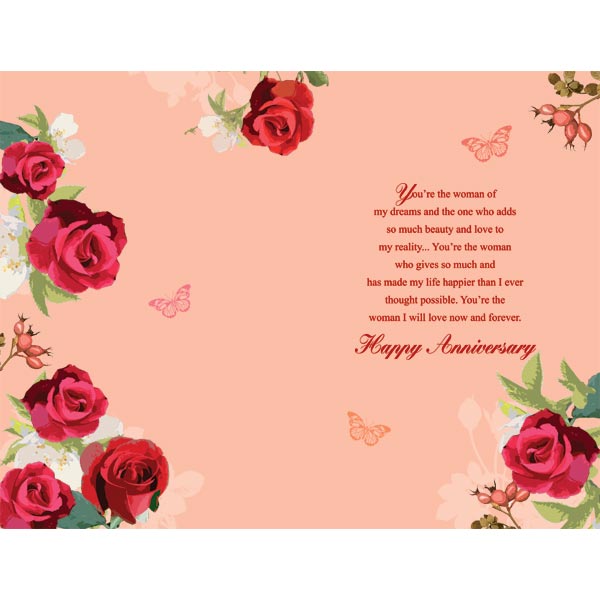 You're the woman of
my dreams and the one who adds
so much beauty and love to
my reality... You're the woman
who gives so much and
has made my life happier than I ever
thought possible. You're the
woman I will love now and forever.
Happy Anniversary